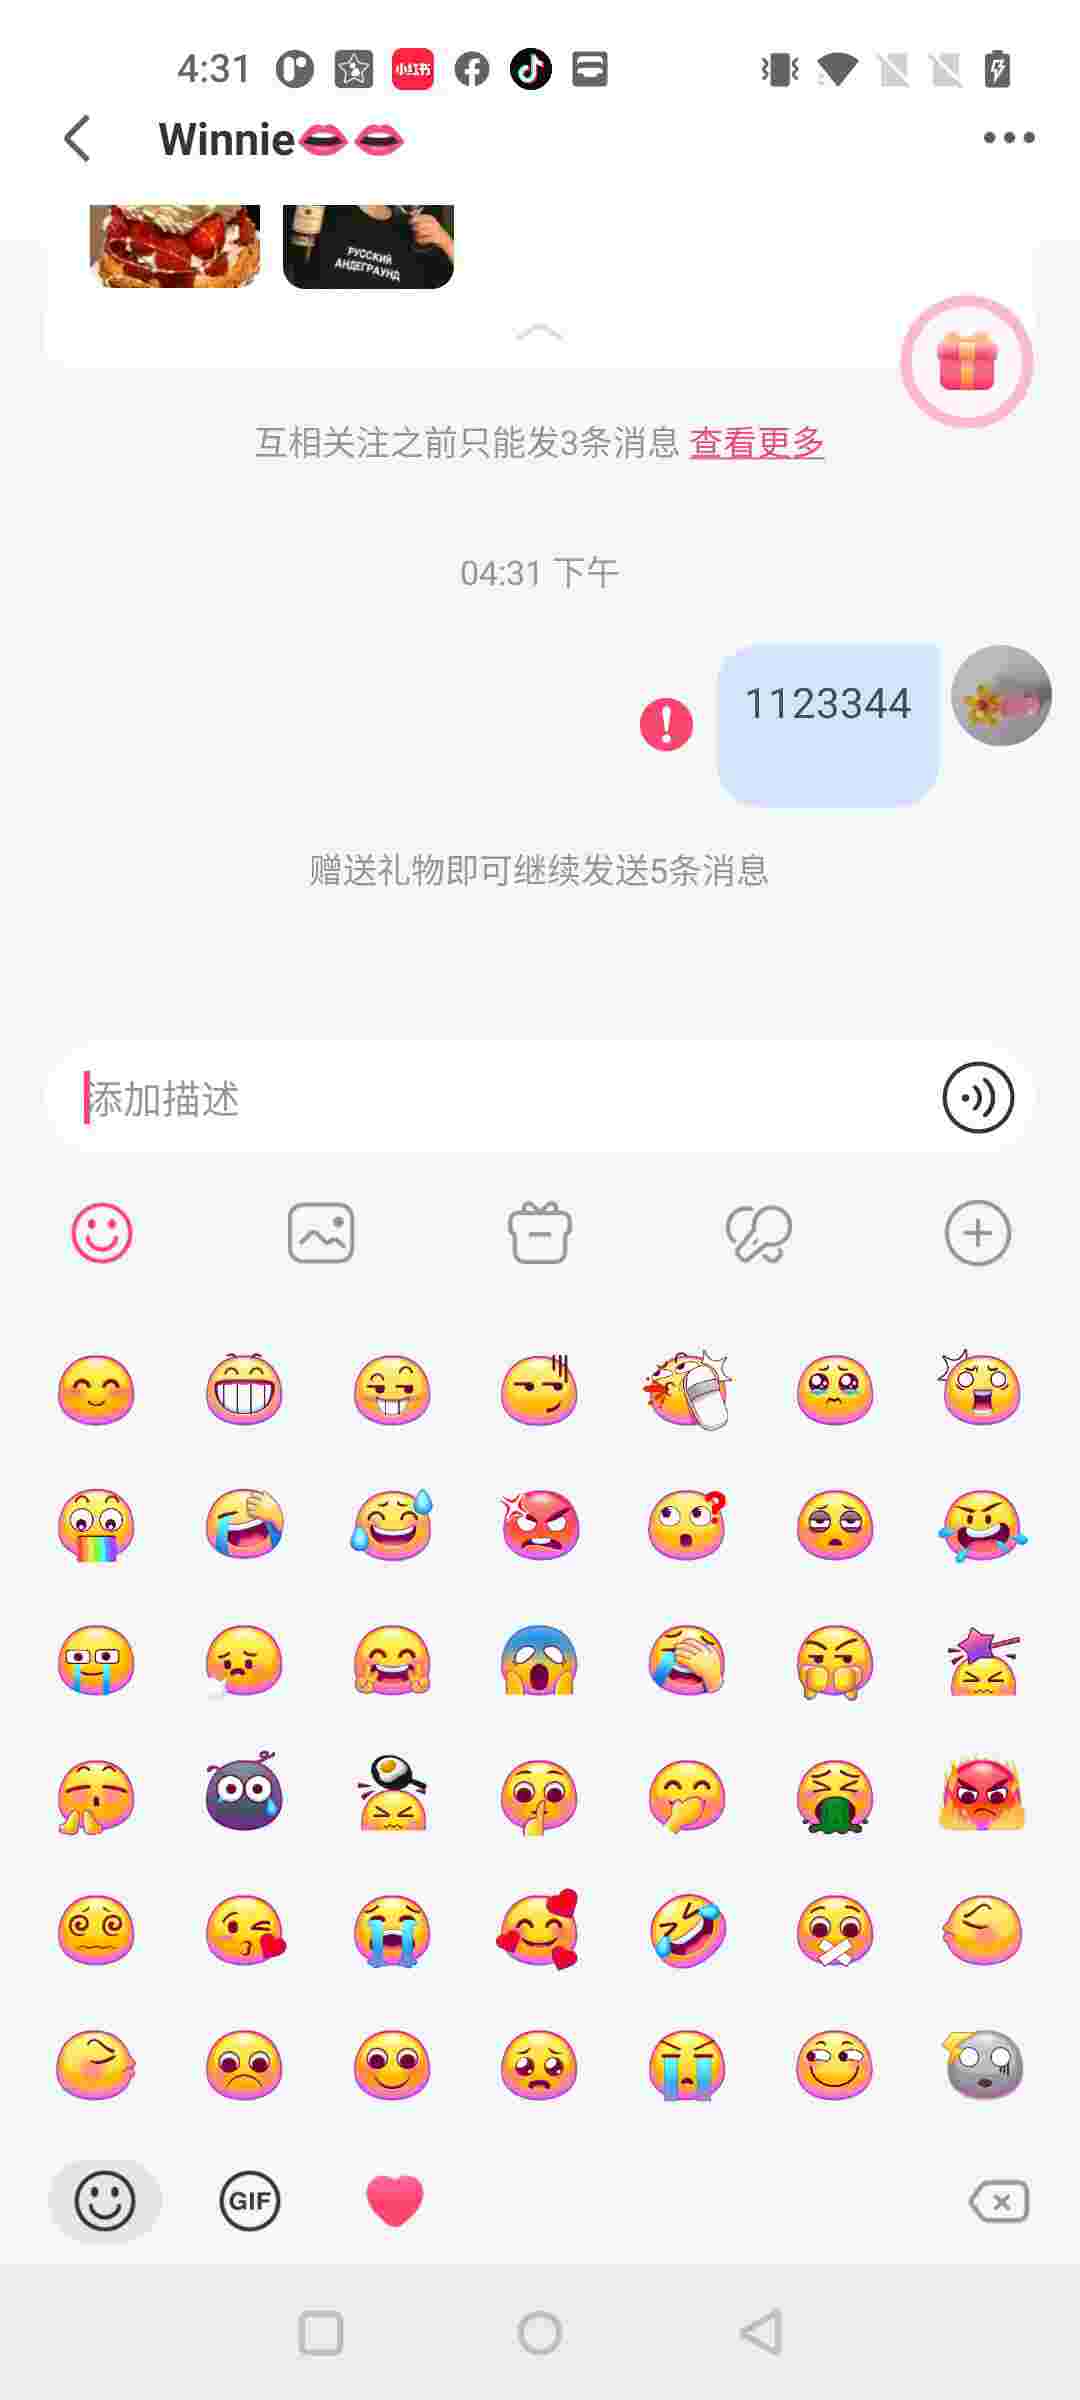 4:31
小红书
Winnie
РУССКИЙ
АНДЕГРАУНД
互相关注之前只能发3条消息 查看更多
04:31 下午
1123344
赠送礼物即可继续发送5条消息
添加描述
GIF